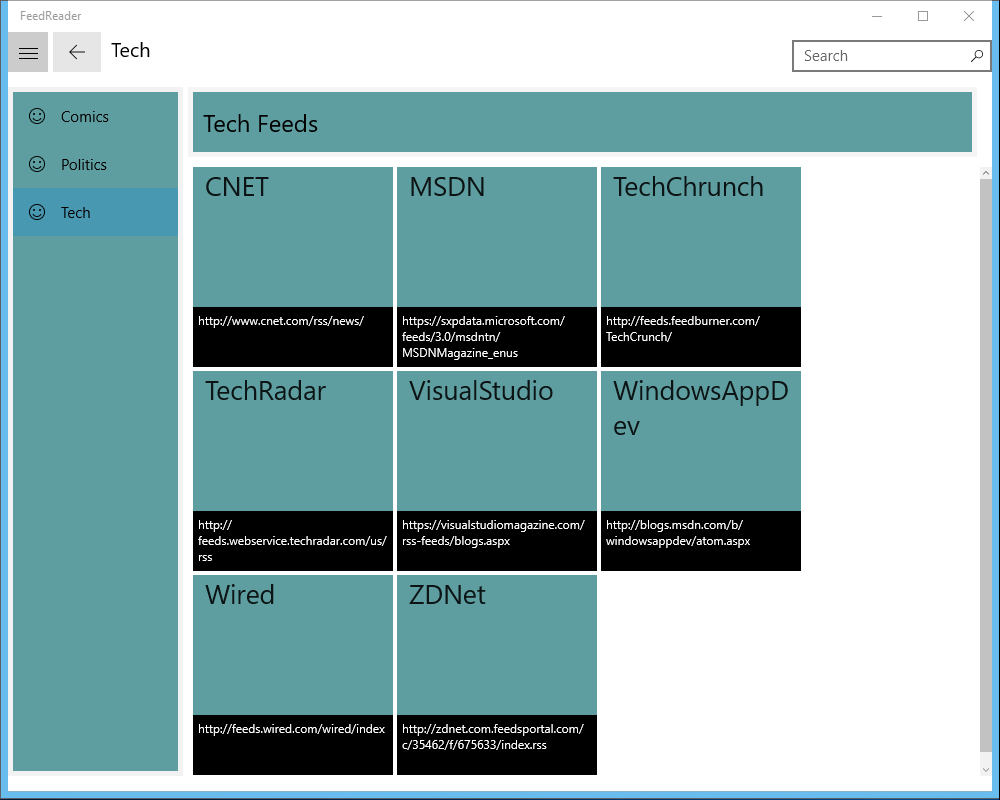 FeedReader
Tech
Search
Comics
Politics
Tech
Tech Feeds
CNET
http://www.cnet.com/rss/news/
MSDN
https://sxpdata.microsoft.com/
feeds/3.0/msdntn/
MSDNMagazine_enus
TechChrunch
http://feeds.feedburner.com/
TechCrunch/
TechRadar
http://
feeds.webservice.techradar.com/us/
rss
VisualStudio
https://visualstudiomagazine.com/
rss-feeds/blogs.aspx
WindowsAppD
ev
http://blogs.msdn.com/b/
windowsappdev/atom.aspx
Wired
http://feeds.wired.com/wired/index
ZDNet
http://zdnet.com.feedsportal.com/
c/35462/f/675633/index.rss